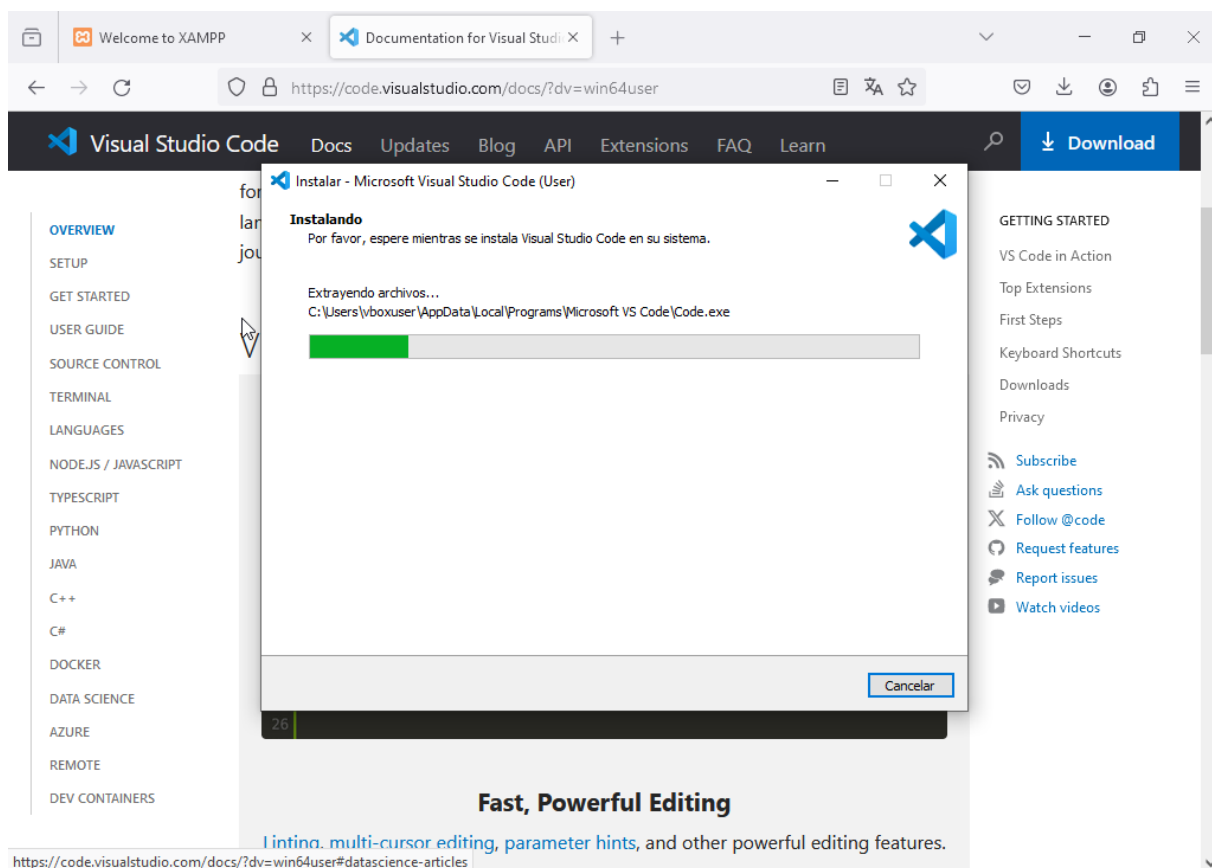 Welcome to XAMPP
Documentation for Visual Studi
https://code.visualstudio.com/docs/?dv=win64user
Visual Studio Code
Docs
Updates
Blog
API
Extensions
FAQ
Learn
Download
OVERVIEW
SETUP
GET STARTED
USER GUIDE
SOURCE CONTROL
TERMINAL
LANGUAGES
NODE.JS / JAVASCRIPT
TYPESCRIPT
PYTHON
JAVA
C++
C#
DOCKER
DATA SCIENCE
AZURE
REMOTE
DEV CONTAINERS
for
lan
jou
V
Instalar - Microsoft Visual Studio Code (User)
Instalando
Por favor, espere mientras se instala Visual Studio Code en su sistema.
Extrayendo archivos...
C:\Users\vboxuser\AppData\Local\Programs\Microsoft VS Code\Code.exe
Cancelar
26
Fast, Powerful Editing
Linting, multi-cursor editing, parameter hints, and other powerful editing features.
GETTING STARTED
VS Code in Action
Top Extensions
First Steps
Keyboard Shortcuts
Downloads
Privacy
Subscribe
Ask questions
Follow @code
Request features
Report issues
Watch videos
https://code.visualstudio.com/docs/?dv=win64user#datascience-articles